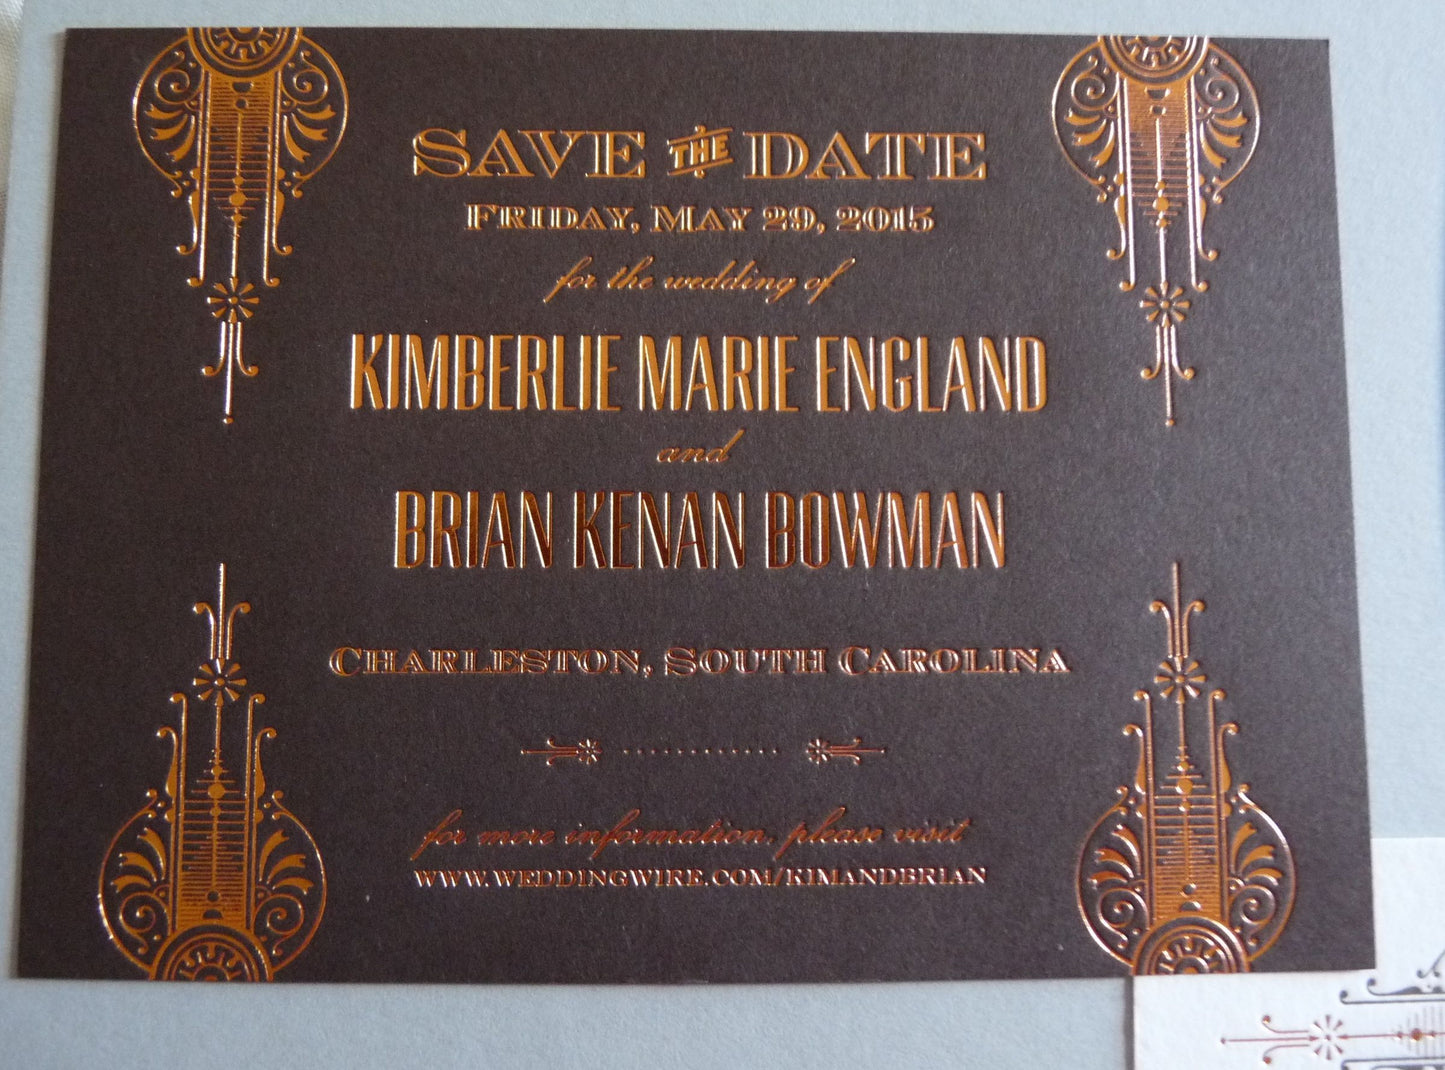 SAVE THE DATE
FRIDAY, MAY 29, 2015
for the wedding of
KIMBERLIE MARIE ENGLAND
and
BRIAN KENAN BOWMAN
CHARLESTON, SOUTH CAROLINA
for more information, please visit
WWW.WEDDINGWIRE.COM/KIMANDBRIAN